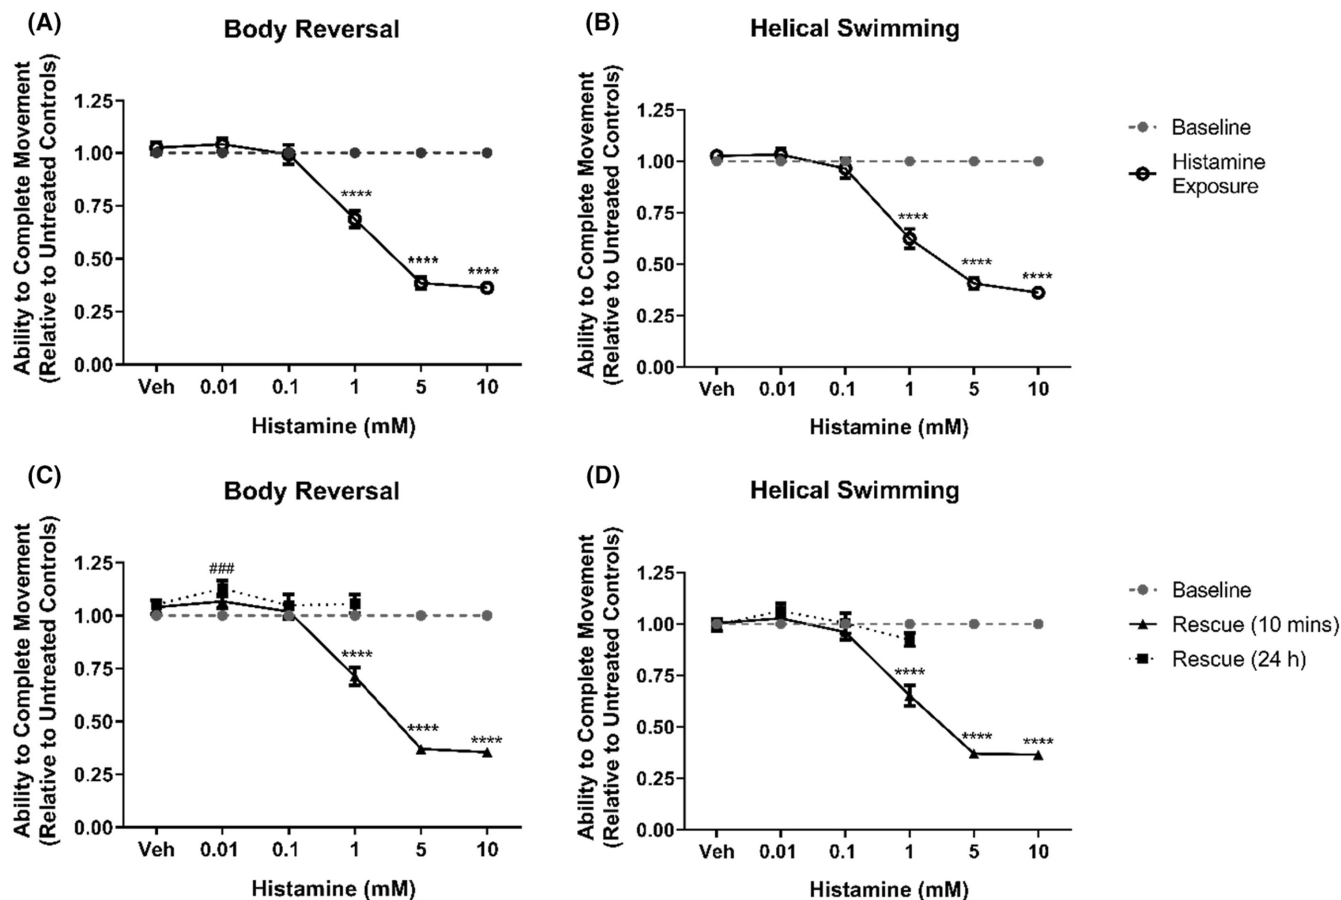 (A)
Body Reversal
Ability to Complete Movement
(Relative to Untreated Controls)
1.25
1.00
0.75
0.50
0.25
0.00
****
****
****
Veh 0.01 0.1 1 5 10
Histamine (mM)
(B)
Helical Swimming
Ability to Complete Movement
(Relative to Untreated Controls)
1.25
1.00
0.75
0.50
0.25
0.00
****
****
****
Veh 0.01 0.1 1 5 10
Histamine (mM)
Baseline
Histamine
Exposure
(C)
Body Reversal
Ability to Complete Movement
(Relative to Untreated Controls)
1.25
1.00
0.75
0.50
0.25
0.00
###
****
****
****
Veh 0.01 0.1 1 5 10
Histamine (mM)
(D)
Helical Swimming
Ability to Complete Movement
(Relative to Untreated Controls)
1.25
1.00
0.75
0.50
0.25
0.00
****
****
****
Veh 0.01 0.1 1 5 10
Histamine (mM)
Baseline
Rescue (10 mins)
Rescue (24 h)